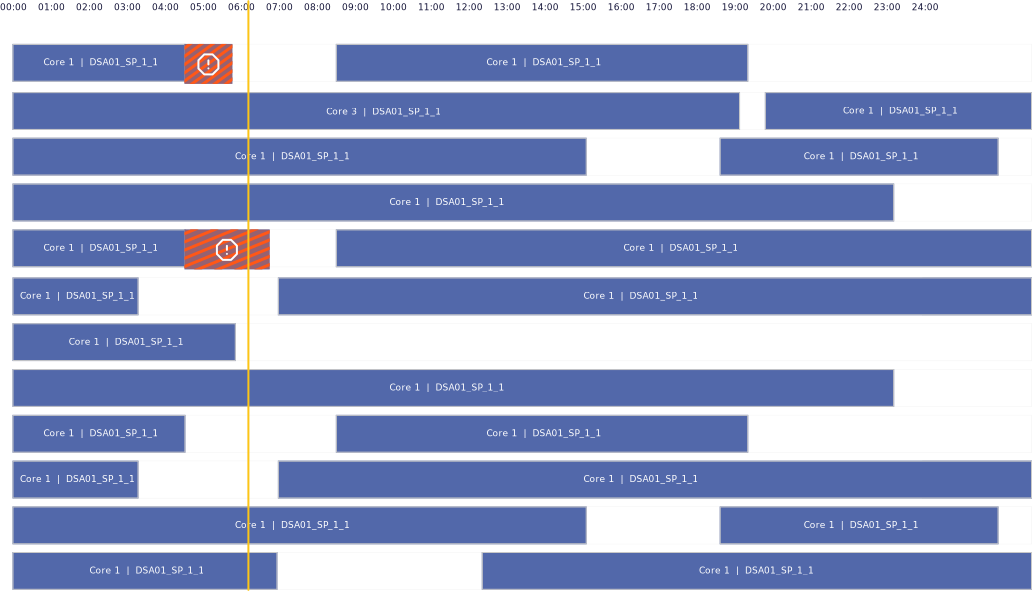 00:00 01:00 02:00 03:00 04:00 05:00 06:00 07:00 08:00 09:00 10:00 11:00 12:00 13:00 14:00 15:00 16:00 17:00 18:00 19:00 20:00 21:00 22:00 23:00 24:00
Core 1 | DSA01_SP_1_1 ! Core 1 | DSA01_SP_1_1
Core 3 | DSA01_SP_1_1 Core 1 | DSA01_SP_1_1
Core 1 | DSA01_SP_1_1 Core 1 | DSA01_SP_1_1
Core 1 | DSA01_SP_1_1
Core 1 | DSA01_SP_1_1 ! Core 1 | DSA01_SP_1_1
Core 1 | DSA01_SP_1_1 Core 1 | DSA01_SP_1_1
Core 1 | DSA01_SP_1_1
Core 1 | DSA01_SP_1_1
Core 1 | DSA01_SP_1_1 Core 1 | DSA01_SP_1_1
Core 1 | DSA01_SP_1_1 Core 1 | DSA01_SP_1_1
Core 1 | DSA01_SP_1_1 Core 1 | DSA01_SP_1_1
Core 1 | DSA01_SP_1_1 Core 1 | DSA01_SP_1_1